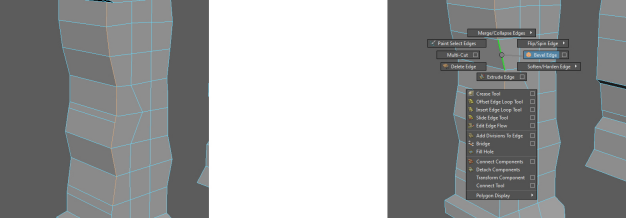 Merge/Collapse Edges
Paint Select Edges
Flip/Spin Edge
Multi-Cut
Bevel Edge
Delete Edge
Soften/Harden Edge
Extrude Edge
Crease Tool
Offset Edge Loop Tool
Insert Edge Loop Tool
Slide Edge Tool
Edit Edge Flow
Add Divisions To Edge
Bridge
Fill Hole
Connect Components
Detach Components
Transform Component
Connect Tool
Polygon Display